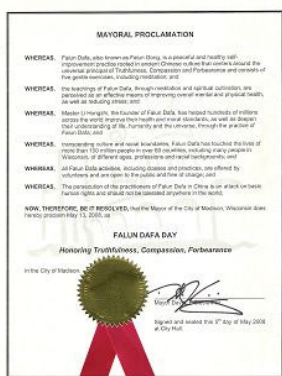 MAYORAL PROCLAMATION
WHEREAS, Falun Dafa, also known as Falun Gong, is a peaceful and healthy self-
improvement practice rooted in ancient Chinese culture that centers around the
universal principal of Truthfulness, Compassion and Forbearance and consists of
five gentle exercises, including meditation; and
WHEREAS, the teachings of Falun Dafa, through meditation and spiritual cultivation, are
perceived as an effective means of improving overall mental and physical health,
as well as reducing stress; and
WHEREAS, Master Li Hongzhi, the founder of Falun Dafa, has helped hundreds of millions
across the world improve their health and moral standards, as well as deepen
their understanding of life, humanity and the universe, through the practice of
Falun Dafa; and
WHEREAS, transcending culture and racial boundaries, Falun Dafa has touched the lives of
more than 100 million people in over 80 countries, including many people in
Wisconsin, of different ages, professions and racial backgrounds; and
WHEREAS, all Falun Dafa activities, including classes and practices, are offered by
volunteers and are open to the public and free of charge; and
WHEREAS, The persecution of the practitioners of Falun Dafa in China is an attack on basic
human rights and should not be tolerated anywhere in the world;
NOW, THEREFORE, BE IT RESOLVED, that the Mayor of the City of Madison, Wisconsin does
hereby proclaim May 13, 2008, as
FALUN DAFA DAY
Honoring Truthfulness, Compassion, Forbearance
In the City of Madison.
Mayor
Signed and sealed this 5th day of May 2008
at City Hall.